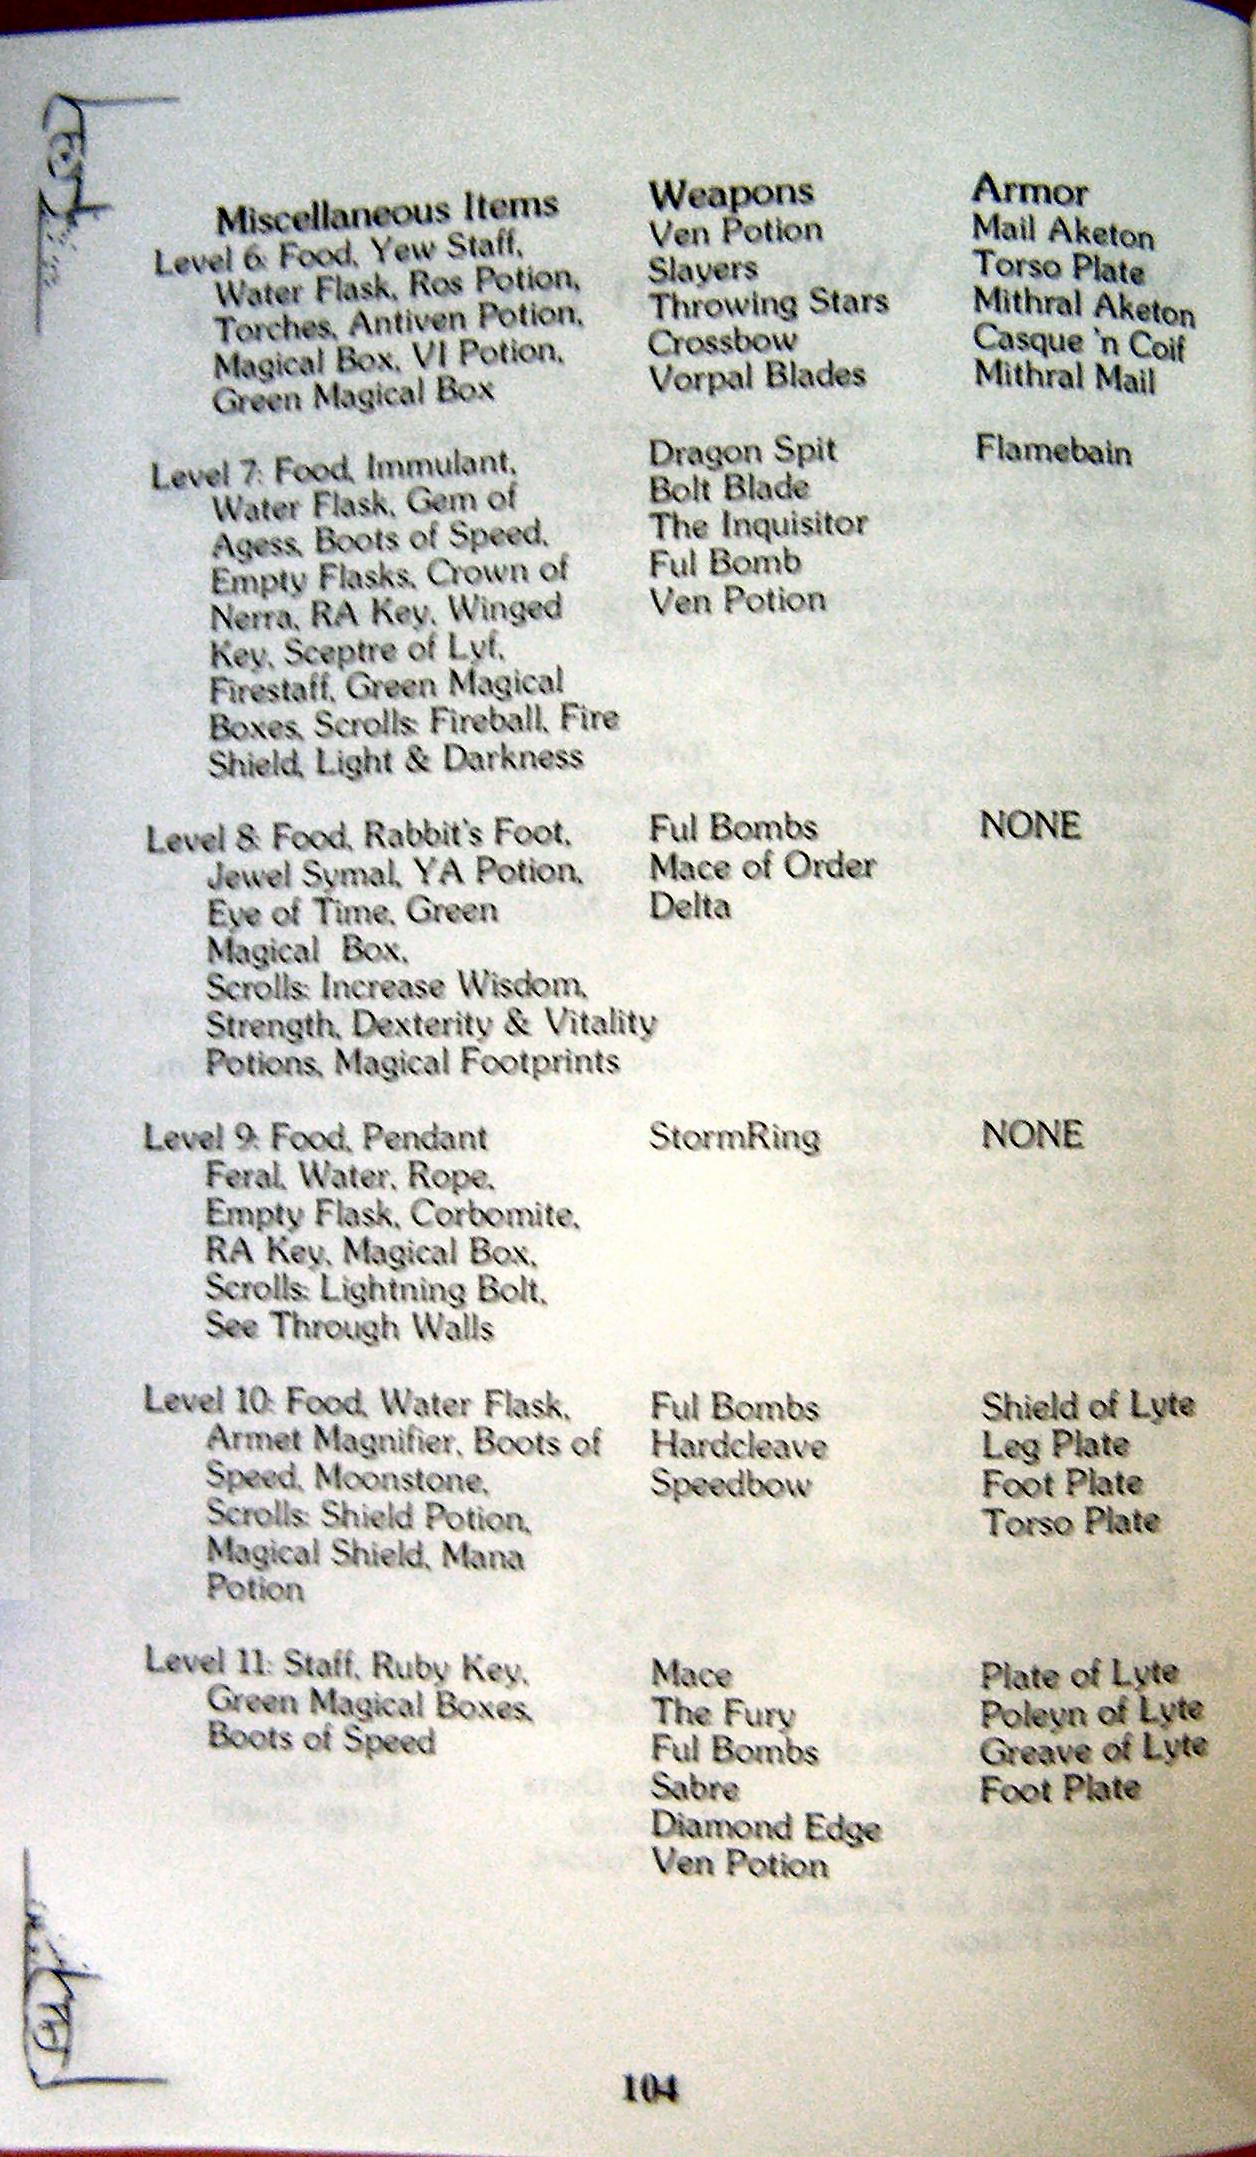 Miscellaneous Items Weapons Armor
Level 6: Food, Yew Staff, Ven Potion Mail Aketon
Water Flask, Ros Potion, Slayers Torso Plate
Torches, Antiven Potion, Throwing Stars Mithral Aketon
Magical Box, VI Potion, Crossbow Casque 'n Coif
Green Magical Box Vorpal Blades Mithral Mail
Level 7: Food, Immulant, Dragon Spit Flamebain
Water Flask, Gem of Bolt Blade
Agess, Boots of Speed, The Inquisitor
Empty Flasks, Crown of Ful Bomb
Nerra, RA Key, Winged Ven Potion
Key, Sceptre of Lyf,
Firestaff, Green Magical
Boxes, Scrolls: Fireball, Fire
Shield, Light & Darkness
Level 8: Food, Rabbit's Foot, Ful Bombs NONE
Jewel Symal, YA Potion, Mace of Order
Eye of Time, Green Delta
Magical Box,
Scrolls: Increase Wisdom,
Strength, Dexterity & Vitality
Potions, Magical Footprints
Level 9: Food, Pendant StormRing NONE
Feral, Water, Rope,
Empty Flask, Corbomite,
RA Key, Magical Box,
Scrolls: Lightning Bolt,
See Through Walls
Level 10: Food, Water Flask, Ful Bombs Shield of Lyte
Armet Magnifier, Boots of Hardcleave Leg Plate
Speed, Moonstone, Speedbow Foot Plate
Scrolls: Shield Potion, Torso Plate
Magical Shield, Mana
Potion
Level 11: Staff, Ruby Key, Mace Plate of Lyte
Green Magical Boxes, The Fury Poleyn of Lyte
Boots of Speed Ful Bombs Greave of Lyte
Sabre Foot Plate
Diamond Edge
Ven Potion
104